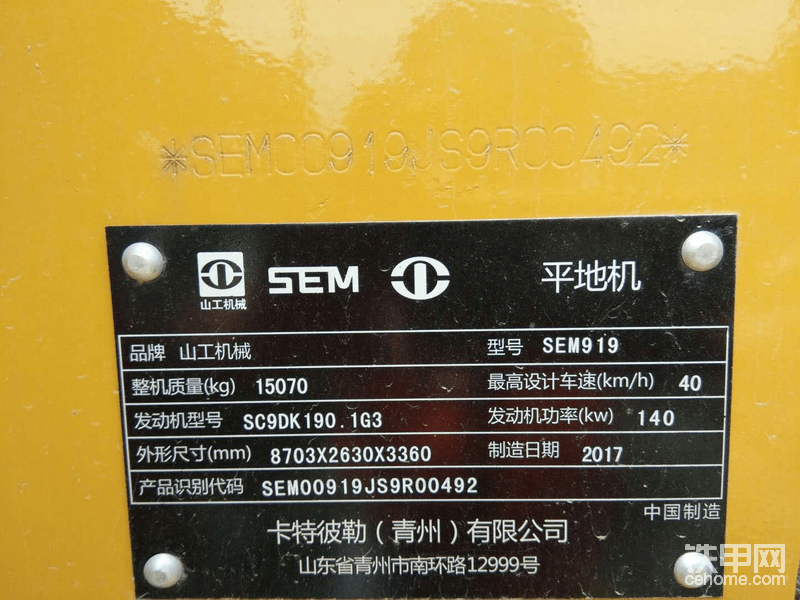 *SEM00919JS9R00492*
山工机械 SEM 平地机
品牌 山工机械 型号 SEM919
整机质量(kg) 15070 最高设计车速(km/h) 40
发动机型号 SC9DK190.1G3 发动机功率(kw) 140
外形尺寸(mm) 8703X2630X3360 制造日期 2017
产品识别代码 SEM00919JS9R00492
中国制造
卡特彼勒(青州)有限公司
山东省青州市南环路12999号
铁甲网
cehome.com